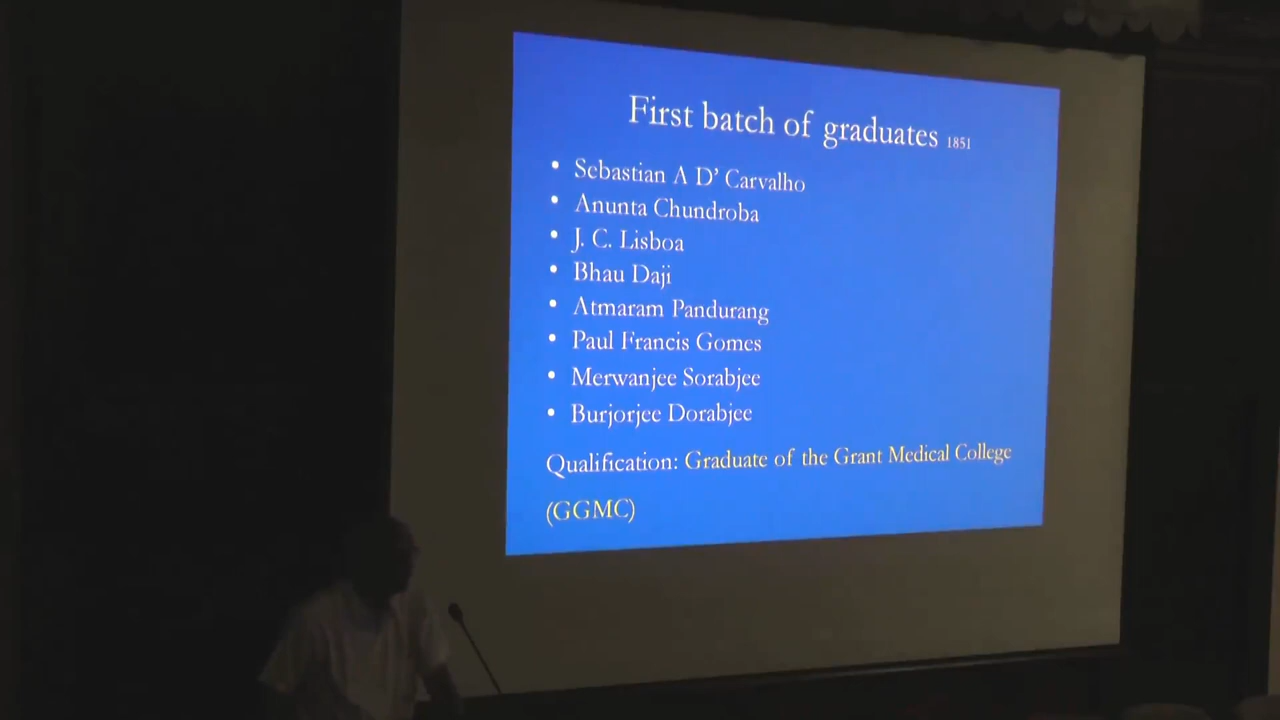 First batch of graduates 1851
• Sebastian A D' Carvalho
• Anunta Chundroba
• J. C. Lisboa
• Bhau Daji
• Atmaram Pandurang
• Paul Francis Gomes
• Merwanjee Sorabjee
• Burjorjee Dorabjee
Qualification: Graduate of the Grant Medical College
(GGMC)